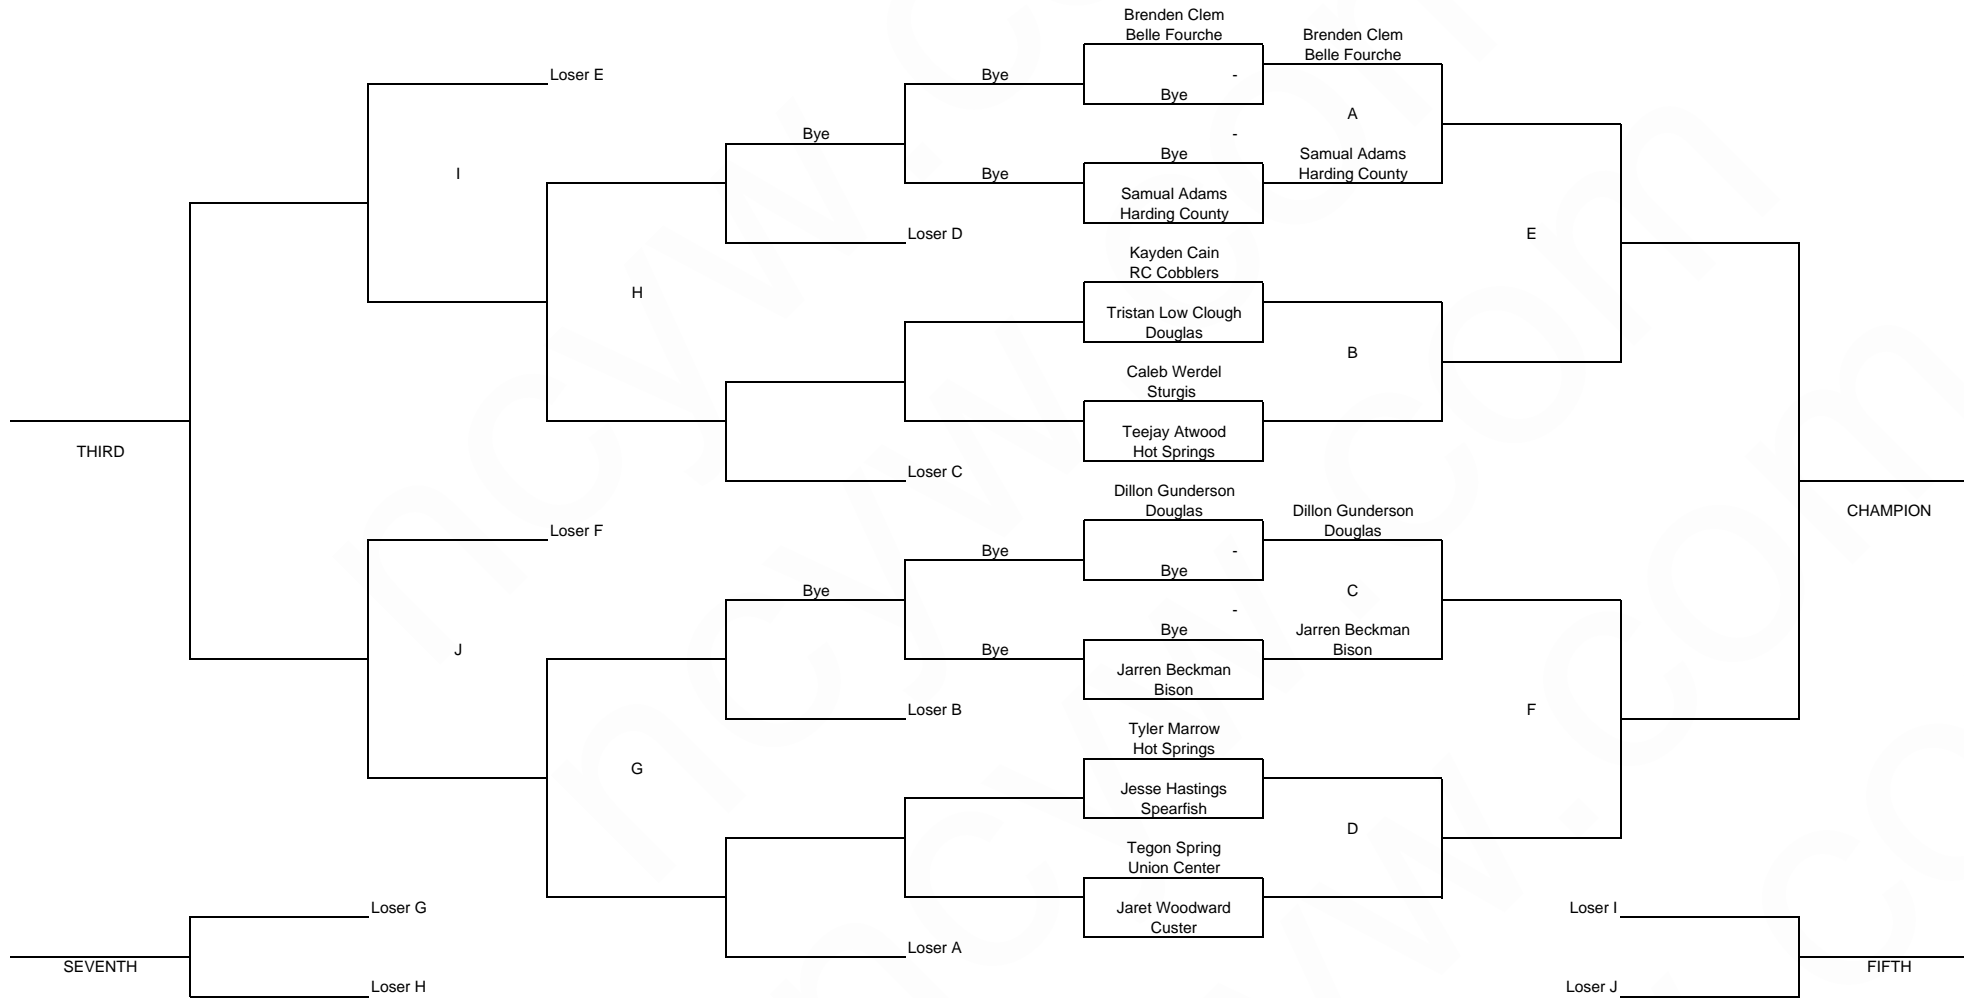 Brenden Clem
Belle Fourche
Brenden Clem
Belle Fourche
Loser E
Bye
-
Bye
A
Bye
-
Bye
Samual Adams
Harding County
I
Bye
Samual Adams
Harding County
Loser D
E
Kayden Cain
RC Cobblers
H
Tristan Low Clough
Douglas
B
Caleb Werdel
Sturgis
Teejay Atwood
Hot Springs
THIRD
Loser C
Dillon Gunderson
Douglas
Dillon Gunderson
Douglas
CHAMPION
Loser F
Bye
-
Bye
Bye
C
-
Bye
Jarren Beckman
Bison
J
Bye
Jarren Beckman
Bison
Loser B
F
Tyler Marrow
Hot Springs
G
Jesse Hastings
Spearfish
D
Tegon Spring
Union Center
Loser G
Jaret Woodward
Custer
Loser I
Loser A
SEVENTH
FIFTH
Loser H
Loser J